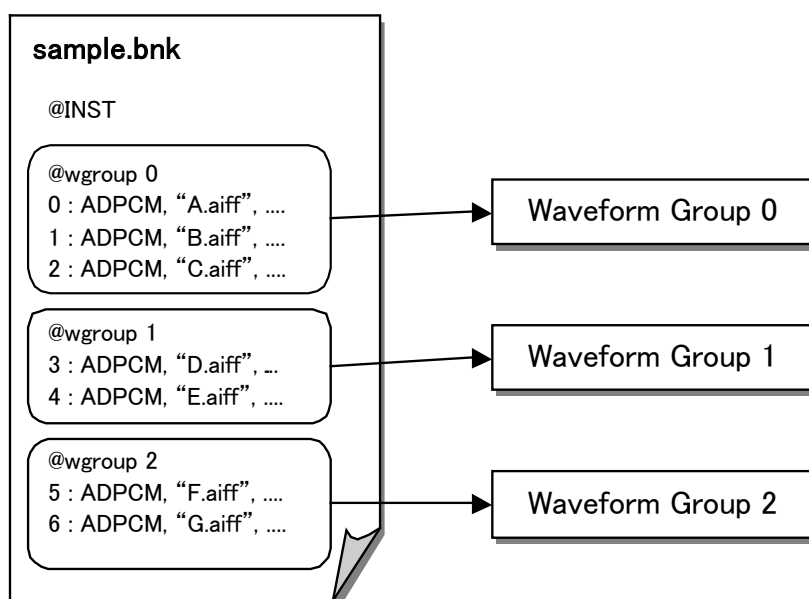 sample.bnk
@INST
@wgroup 0
0 : ADPCM, “A.aiff”, ....
1 : ADPCM, “B.aiff”, ....
2 : ADPCM, “C.aiff”, ....
Waveform Group 0
@wgroup 1
3 : ADPCM, “D.aiff”, ....
4 : ADPCM, “E.aiff”, ....
Waveform Group 1
@wgroup 2
5 : ADPCM, “F.aiff”, ....
6 : ADPCM, “G.aiff”, ....
Waveform Group 2